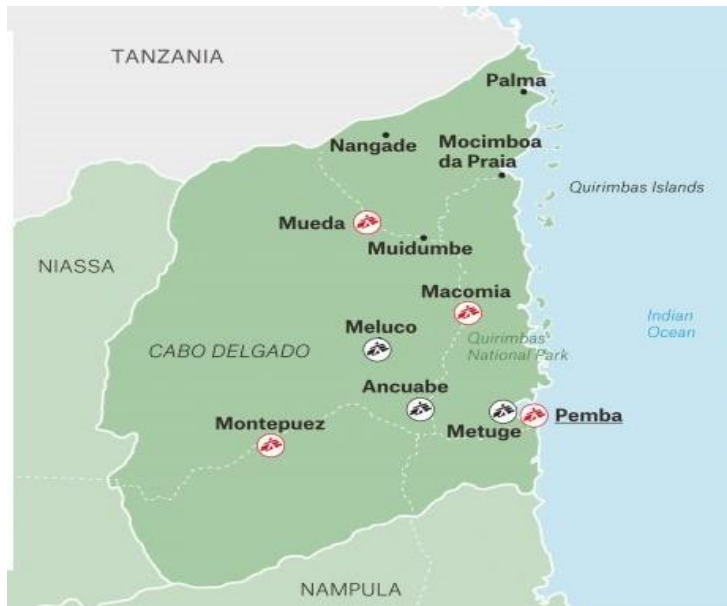 TANZANIA
Palma
Nangade
Mocimboa
da Praia
Quirimbas Islands
Mueda
Muidumbe
NIASSA
Macomia
Indian
Ocean
Meluco
Quirimbas
National Park
CABO DELGADO
Ancuabe
Montepuez
Metuge
Pemba
NAMPULA